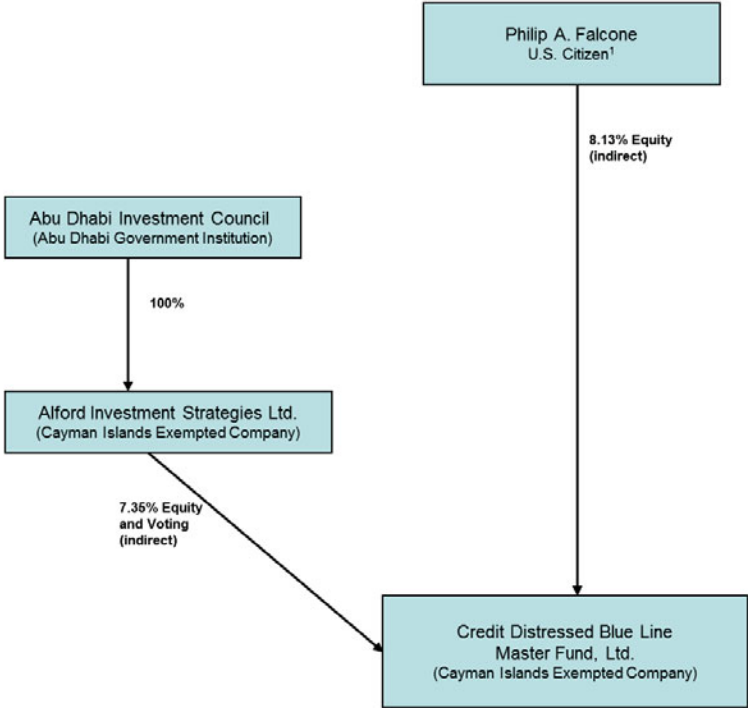 Philip A. Falcone
U.S. Citizen¹
8.13% Equity
(indirect)
Abu Dhabi Investment Council
(Abu Dhabi Government Institution)
100%
Alford Investment Strategies Ltd.
(Cayman Islands Exempted Company)
7.35% Equity
and Voting
(indirect)
Credit Distressed Blue Line
Master Fund, Ltd.
(Cayman Islands Exempted Company)